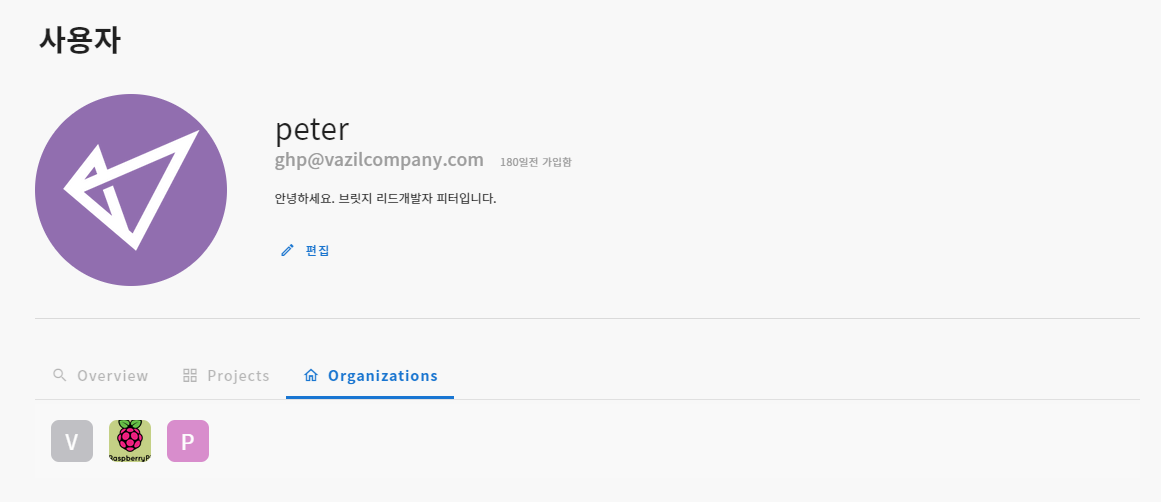 사용자
peter
ghp@vazilcompany.com 180일전 가입함
안녕하세요. 브릿지 리드개발자 피터입니다.
편집
Overview Projects Organizations
V RaspberryP P